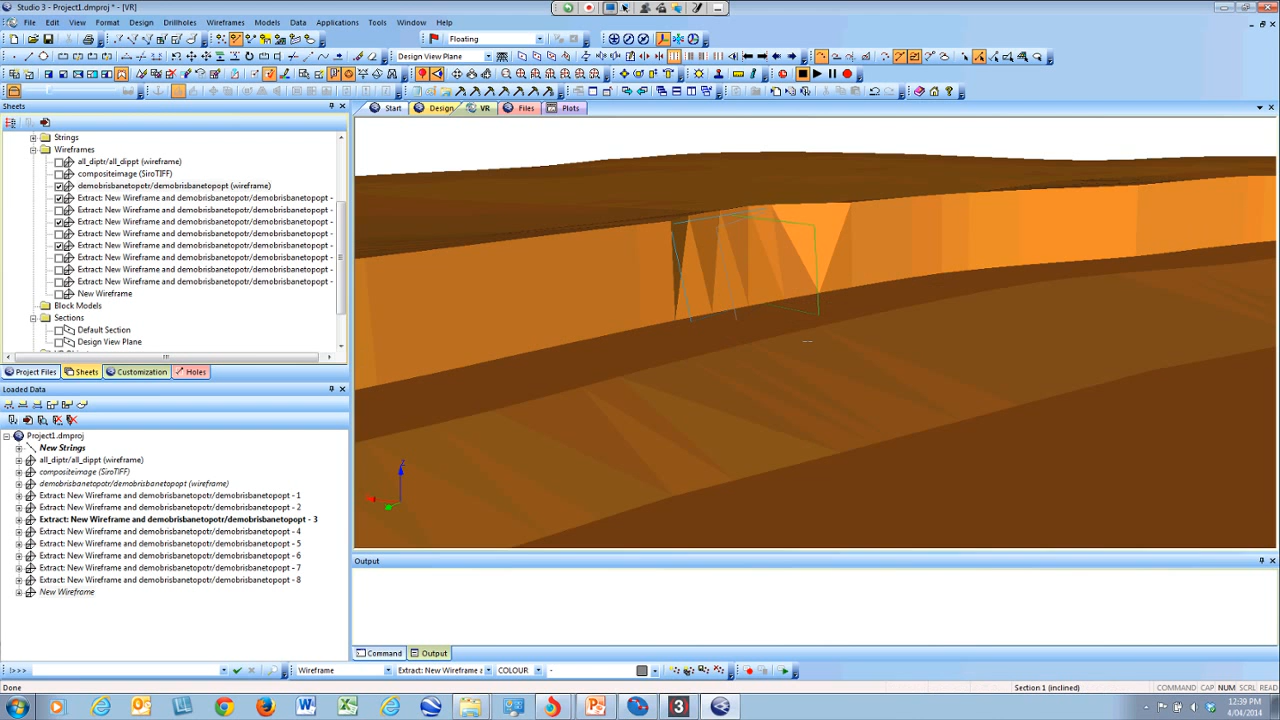 Studio 3 - Project1.dmproj * - [VR]
File Edit View Format Design Drillholes Wireframes Models Data Applications Tools Window Help
Floating
Design View Plane
Sheets
Start Design VR Files Plots
Strings
Wireframes
all_diptr/all_dippt (wireframe)
compositeimage (SiroTIFF)
demobrisbanetopotr/demobrisbanetopopt (wireframe)
Extract: New Wireframe and demobrisbanetopotr/demobrisbanetopopt -
Extract: New Wireframe and demobrisbanetopotr/demobrisbanetopopt -
Extract: New Wireframe and demobrisbanetopotr/demobrisbanetopopt -
Extract: New Wireframe and demobrisbanetopotr/demobrisbanetopopt -
Extract: New Wireframe and demobrisbanetopotr/demobrisbanetopopt -
Extract: New Wireframe and demobrisbanetopotr/demobrisbanetopopt -
Extract: New Wireframe and demobrisbanetopotr/demobrisbanetopopt -
Extract: New Wireframe and demobrisbanetopotr/demobrisbanetopopt -
New Wireframe
Block Models
Sections
Default Section
Design View Plane
Project Files Sheets Customization Holes
Loaded Data
Project1.dmproj
New Strings
all_diptr/all_dippt (wireframe)
compositeimage (SiroTIFF)
demobrisbanetopotr/demobrisbanetopopt (wireframe)
Extract: New Wireframe and demobrisbanetopotr/demobrisbanetopopt - 1
Extract: New Wireframe and demobrisbanetopotr/demobrisbanetopopt - 2
Extract: New Wireframe and demobrisbanetopotr/demobrisbanetopopt - 3
Extract: New Wireframe and demobrisbanetopotr/demobrisbanetopopt - 4
Extract: New Wireframe and demobrisbanetopotr/demobrisbanetopopt - 5
Extract: New Wireframe and demobrisbanetopotr/demobrisbanetopopt - 6
Extract: New Wireframe and demobrisbanetopotr/demobrisbanetopopt - 7
Extract: New Wireframe and demobrisbanetopotr/demobrisbanetopopt - 8
New Wireframe
Output
Command Output
!>>> Wireframe Extract: New Wireframe a COLOUR -
Done Section 1 (inclined) COMMAND CAP NUM SCRL READ
12:39 PM
4/04/2014